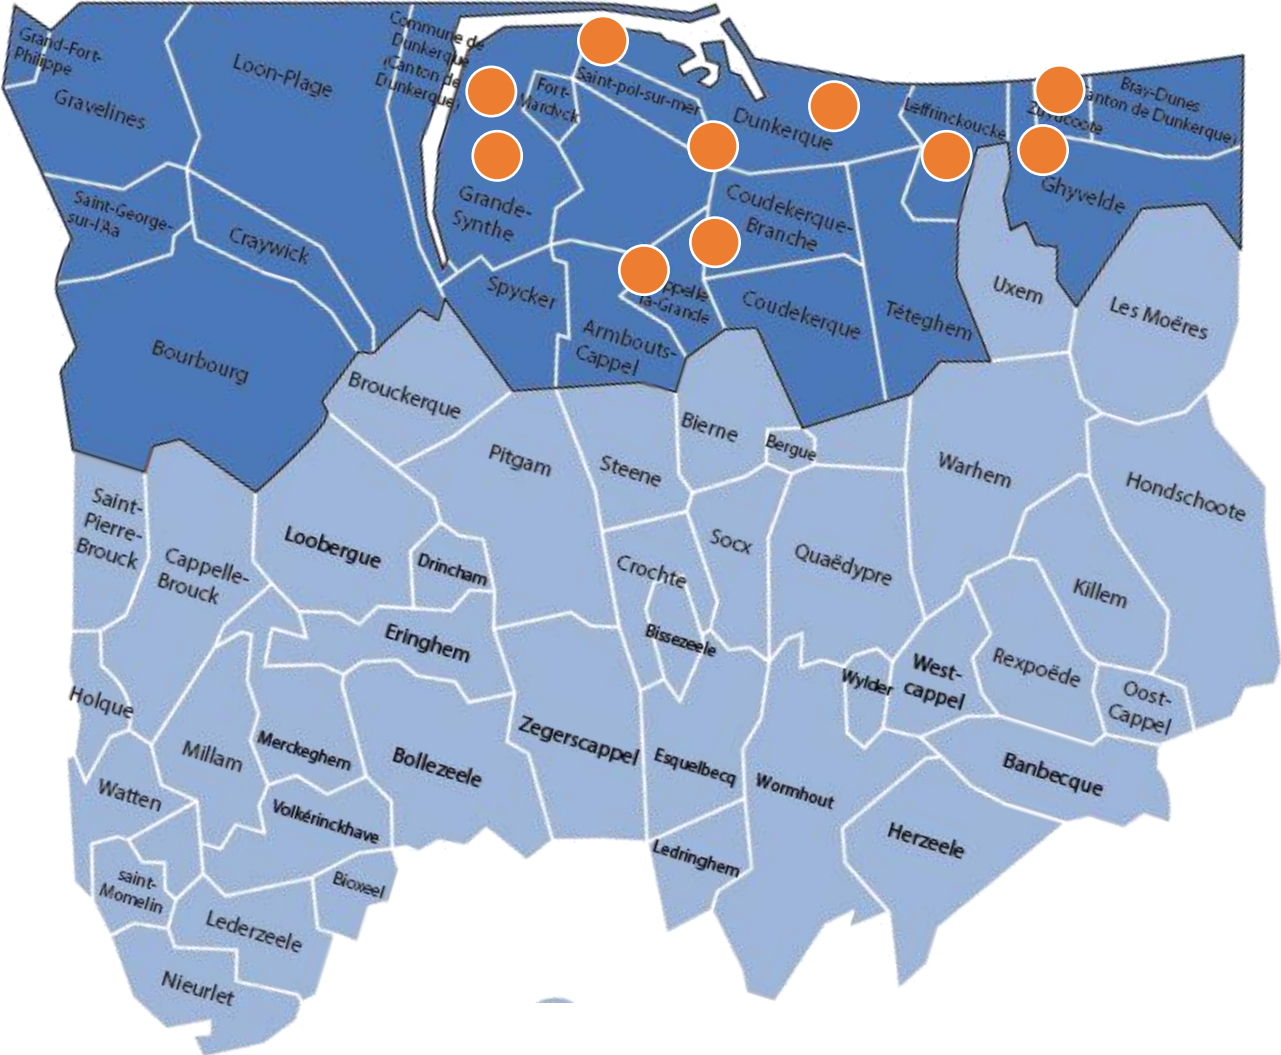 Grand-Fort-
Philippe
Gravelines
Loon-Plage
Commune de
Dunkerque
(Canton de
Dunkerque)
Fort-
Mardyck
Saint-pol-sur-mer
Dunkerque
Leffrinckoucke
Bray-Dunes
Canton de Dunkerque)
Ghyvelde
Saint-George-
sur-l'Aa
Craywick
Grande-
Synthe
Coudekerque-
Branche
Uxem
Les Moëres
Spycker
la-Grande
Coudekerque
Téteghem
Armbouts-
Cappel
Bourbourg
Brouckerque
Bierne
Bergue
Pitgam
Steene
Warhem
Hondschoote
Saint-
Pierre-
Brouck
Cappelle-
Brouck
Loobergue
Drincham
Crochte
Socx
Quaëdypre
Killem
Eringhem
Bissezeele
Wylder
West-
cappel
Rexpoëde
Oost-
Cappel
Holque
Millam
Merckeghem
Bollezeele
Zegerscappel
Esquelbecq
Wormhout
Banbecque
Watten
Volkérinckhave
Herzeele
Ledringhem
saint-
Momelin
Bioxeel
Lederzeele
Nieurlet